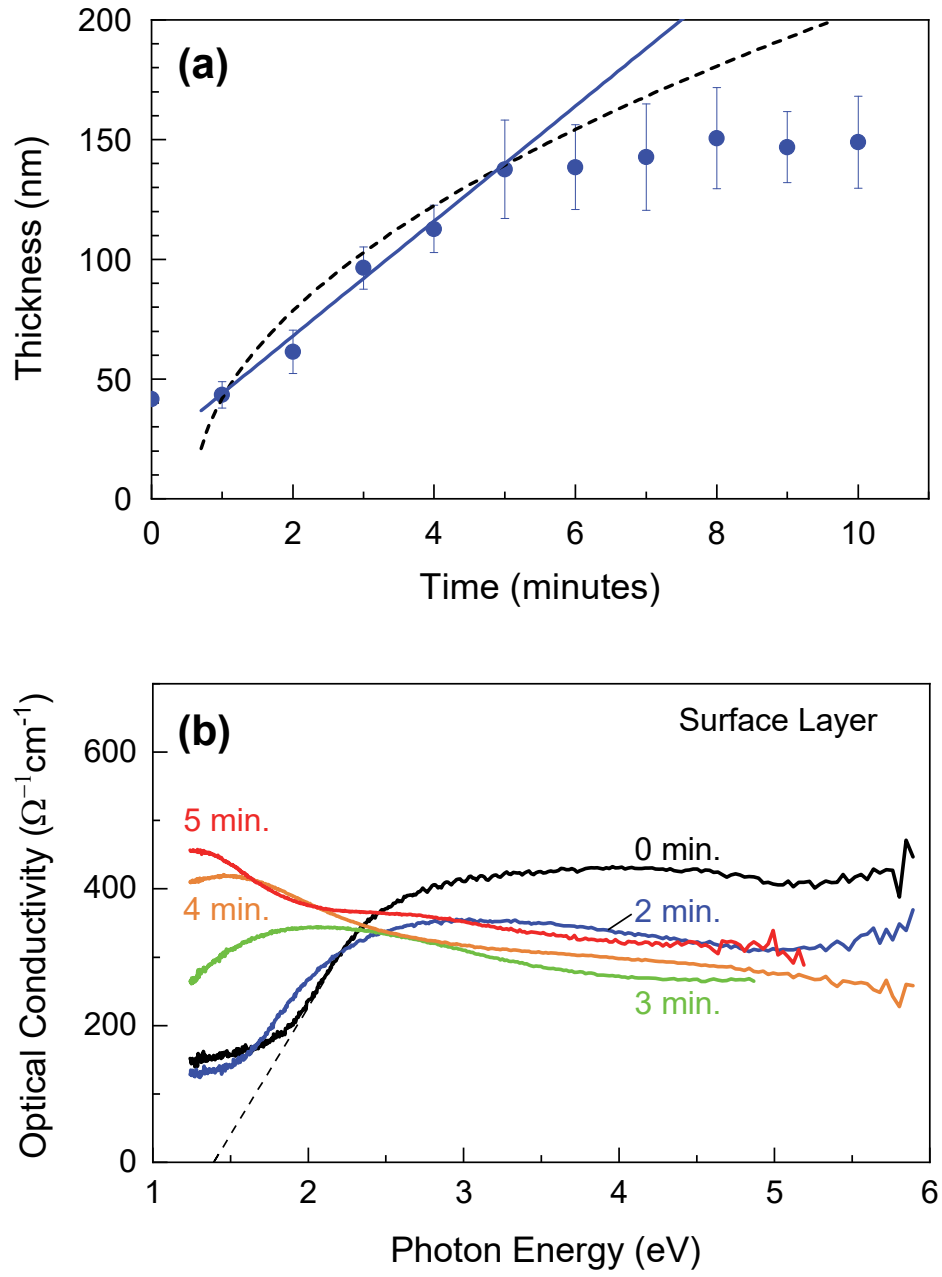 (a)
Thickness (nm)
200
150
100
50
0
0 2 4 6 8 10
Time (minutes)
(b)
Surface Layer
Optical Conductivity (Ω⁻¹cm⁻¹)
600
400
200
0
5 min.
4 min.
0 min.
2 min.
3 min.
1 2 3 4 5 6
Photon Energy (eV)